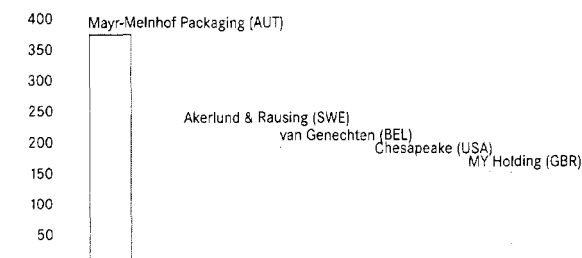 400
Mayr-Melnhof Packaging (AUT)
350
300
250
Akerlund & Rausing (SWE)
van Genechten (BEL)
200
Chesapeake (USA)
MY Holding (GBR)
150
100
50